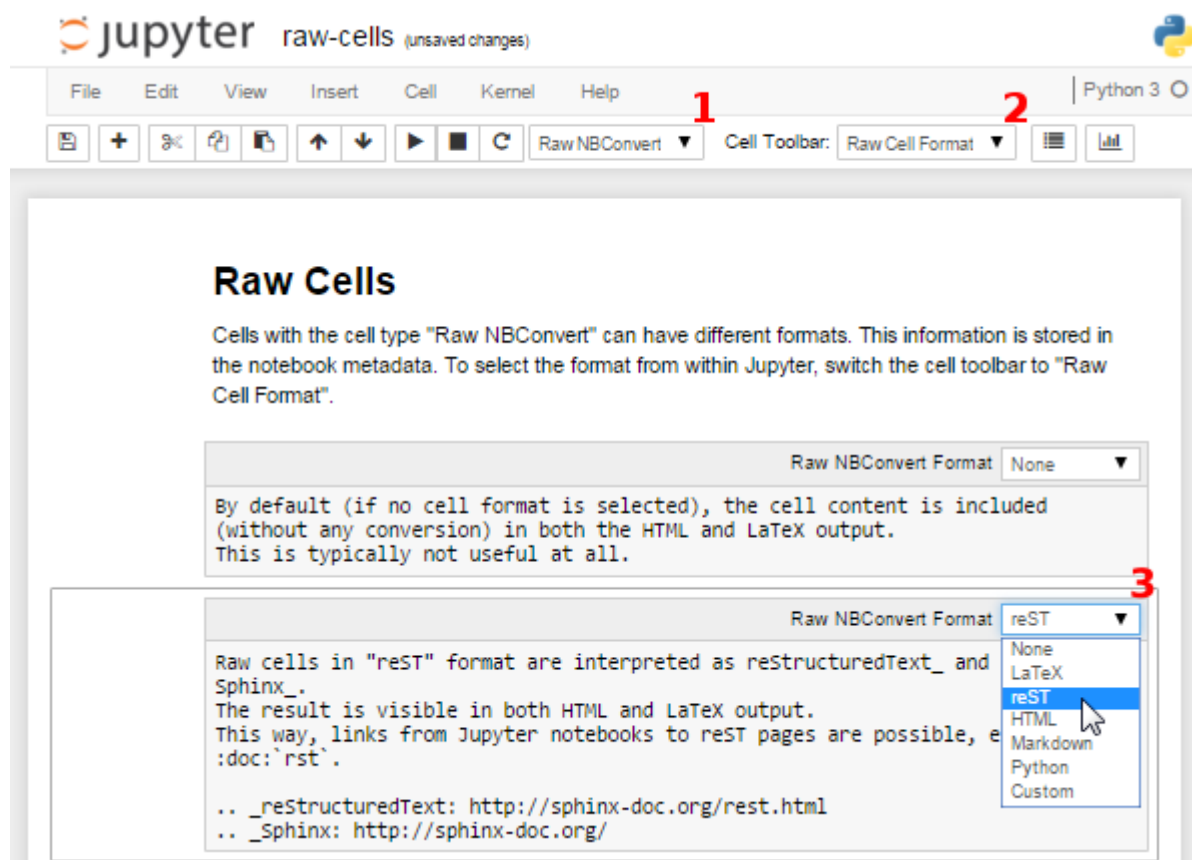 jupyter raw-cells (unsaved changes)
File Edit View Insert Cell Kernel Help Python 3
1 2
Raw NBConvert Cell Toolbar: Raw Cell Format
Raw Cells
Cells with the cell type "Raw NBConvert" can have different formats. This information is stored in
the notebook metadata. To select the format from within Jupyter, switch the cell toolbar to "Raw
Cell Format".
Raw NBConvert Format None
By default (if no cell format is selected), the cell content is included
(without any conversion) in both the HTML and LaTeX output.
This is typically not useful at all.
3
Raw NBConvert Format reST
Raw cells in "reST" format are interpreted as reStructuredText_ and
Sphinx_.
The result is visible in both HTML and LaTeX output.
This way, links from Jupyter notebooks to reST pages are possible, e
:doc:`rst`.
.. _reStructuredText: http://sphinx-doc.org/rest.html
.. _Sphinx: http://sphinx-doc.org/
None
LaTeX
reST
HTML
Markdown
Python
Custom